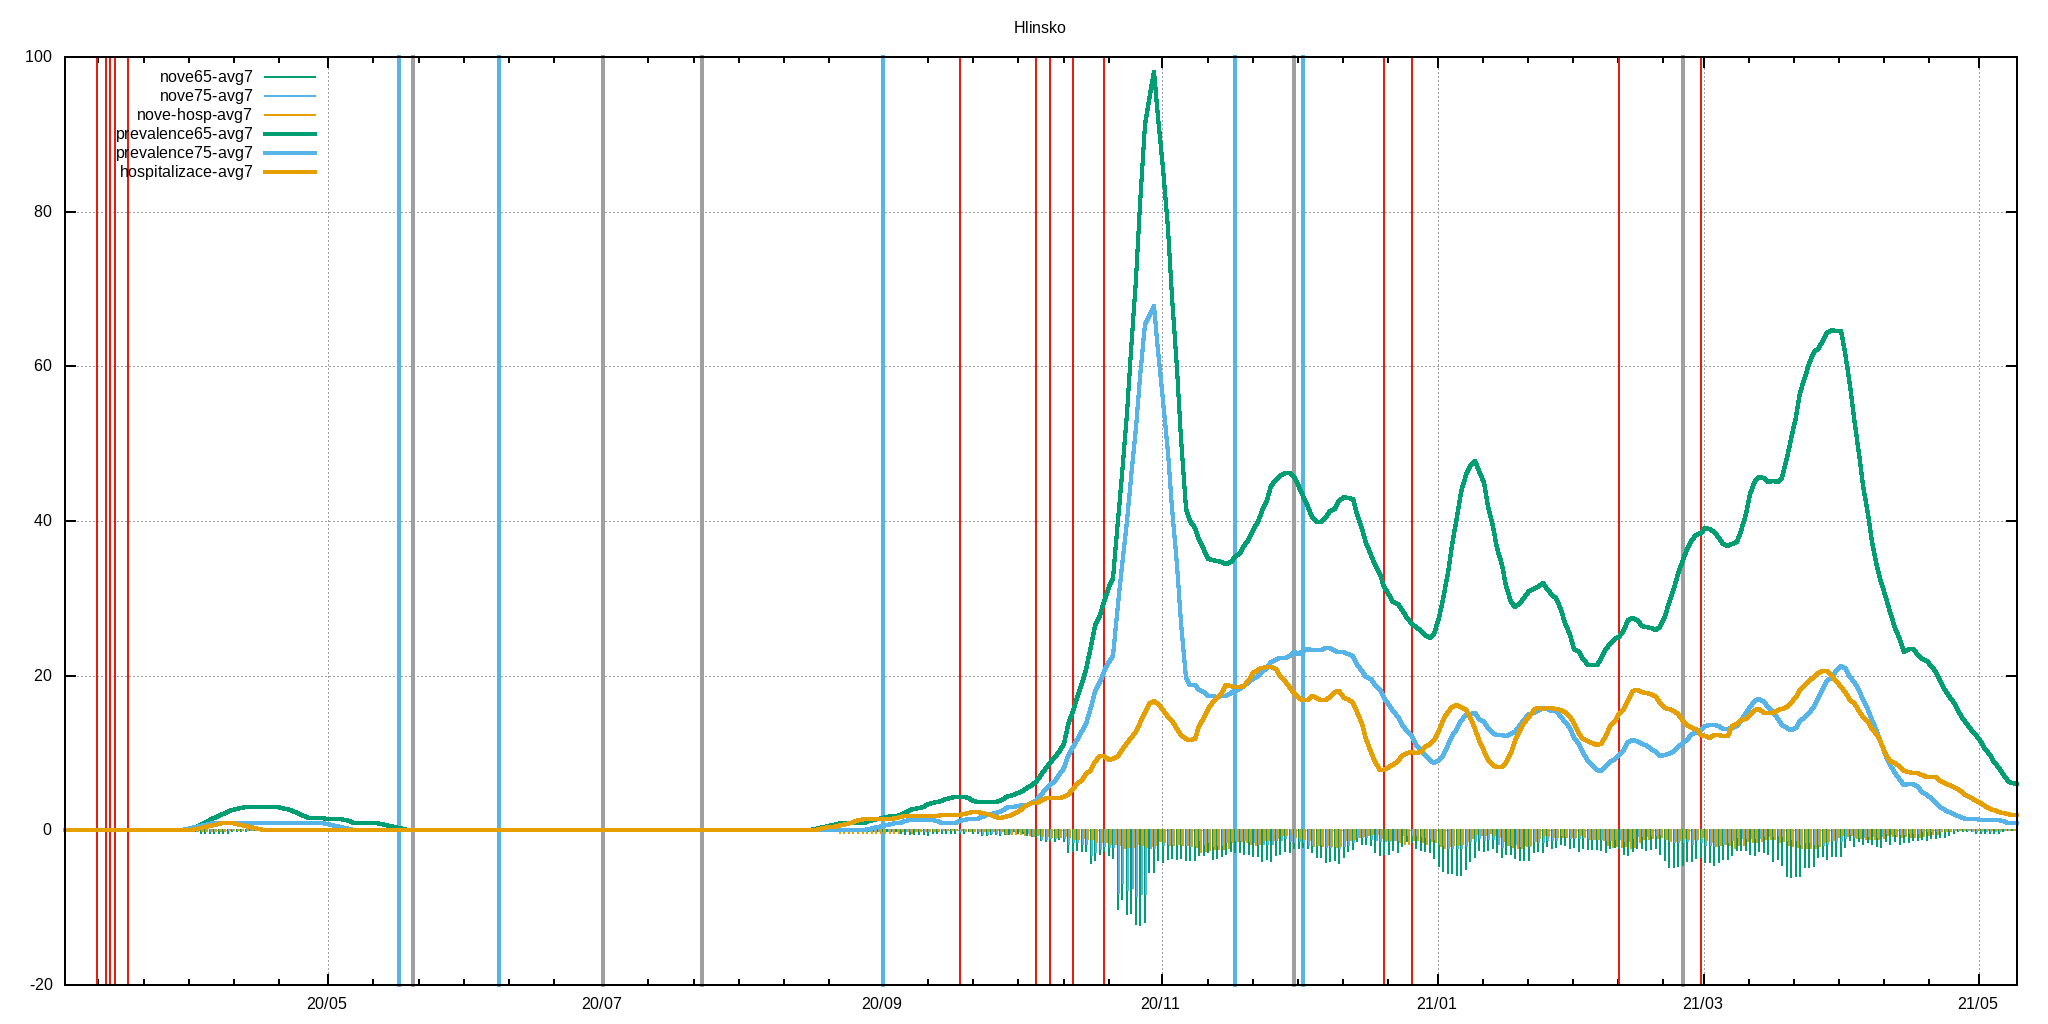 Hlinsko
100
80
60
40
20
0
-20
nove65-avg7
nove75-avg7
nove-hosp-avg7
prevalence65-avg7
prevalence75-avg7
hospitalizace-avg7
20/05
20/07
20/09
20/11
21/01
21/03
21/05